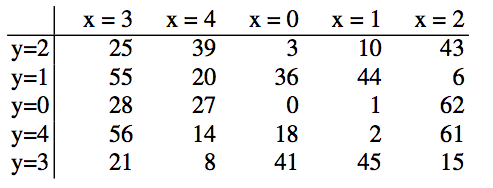 x = 3 x = 4 x = 0 x = 1 x = 2
y=2 25 39 3 10 43
y=1 55 20 36 44 6
y=0 28 27 0 1 62
y=4 56 14 18 2 61
y=3 21 8 41 45 15